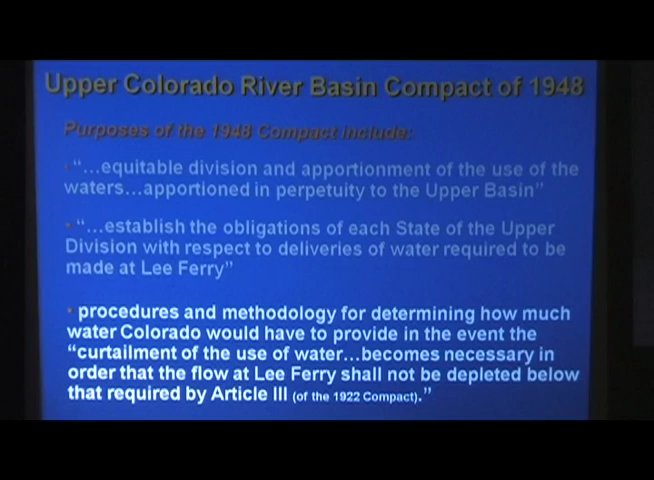 Upper Colorado River Basin Compact of 1948
Purposes of the 1948 Compact include:
• "…equitable division and apportionment of the use of the
waters…apportioned in perpetuity to the Upper Basin"
• "…establish the obligations of each State of the Upper
Division with respect to deliveries of water required to be
made at Lee Ferry"
• procedures and methodology for determining how much
water Colorado would have to provide in the event the
"curtailment of the use of water…becomes necessary in
order that the flow at Lee Ferry shall not be depleted below
that required by Article III (of the 1922 Compact)."